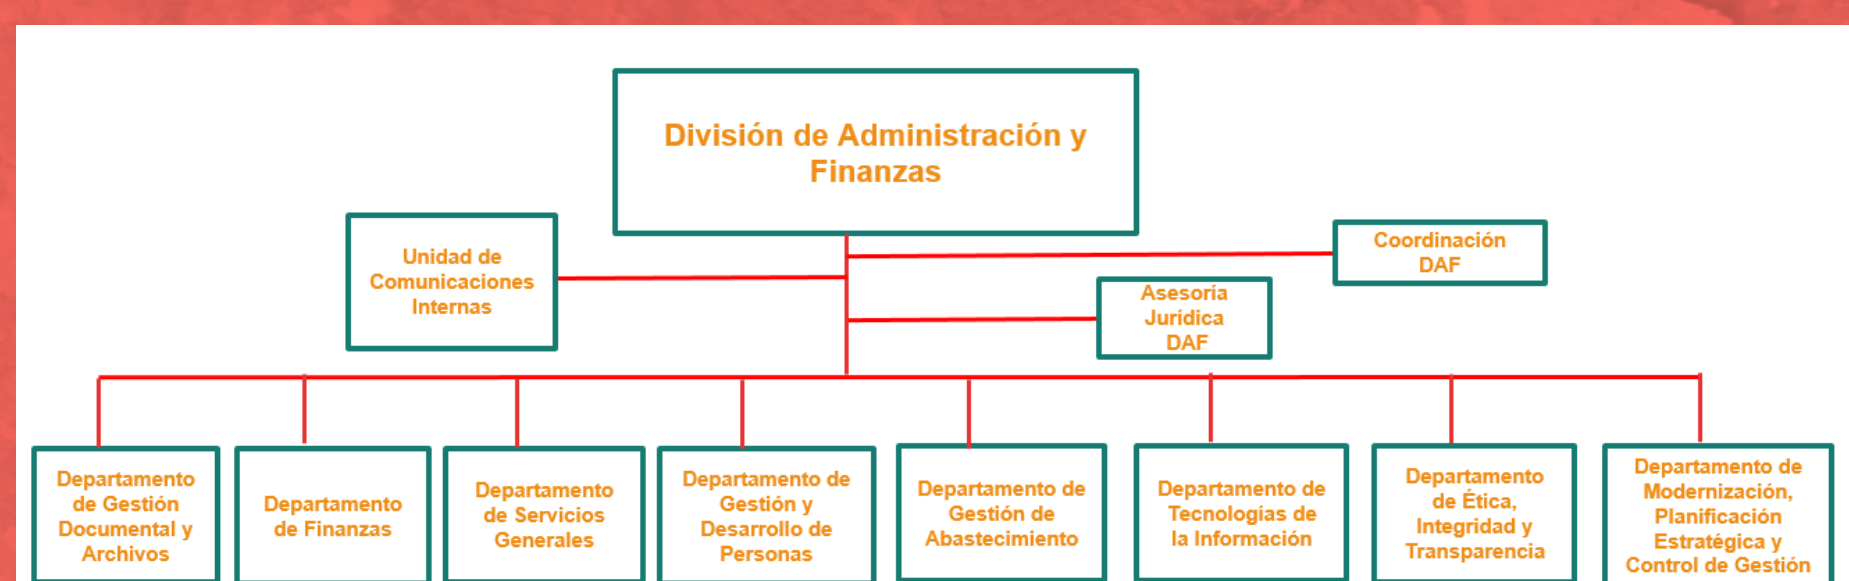 División de Administración y
Finanzas
Unidad de
Comunicaciones
Internas
Coordinación
DAF
Asesoría
Jurídica
DAF
Departamento
de Gestión
Documental y
Archivos
Departamento
de Finanzas
Departamento
de Servicios
Generales
Departamento de
Gestión y
Desarrollo de
Personas
Departamento de
Gestión de
Abastecimiento
Departamento de
Tecnologías de
la Información
Departamento
de Ética,
Integridad y
Transparencia
Departamento de
Modernización,
Planificación
Estratégica y
Control de Gestión